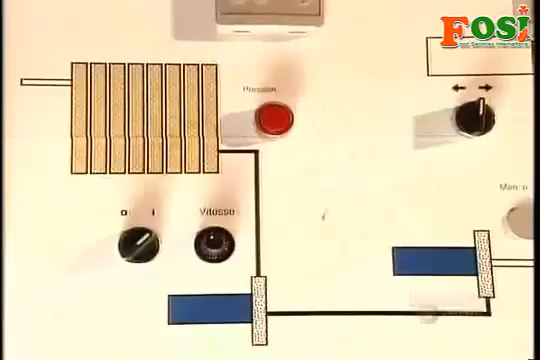 FOSI
Food Services International
Pression
O I
Vitesse